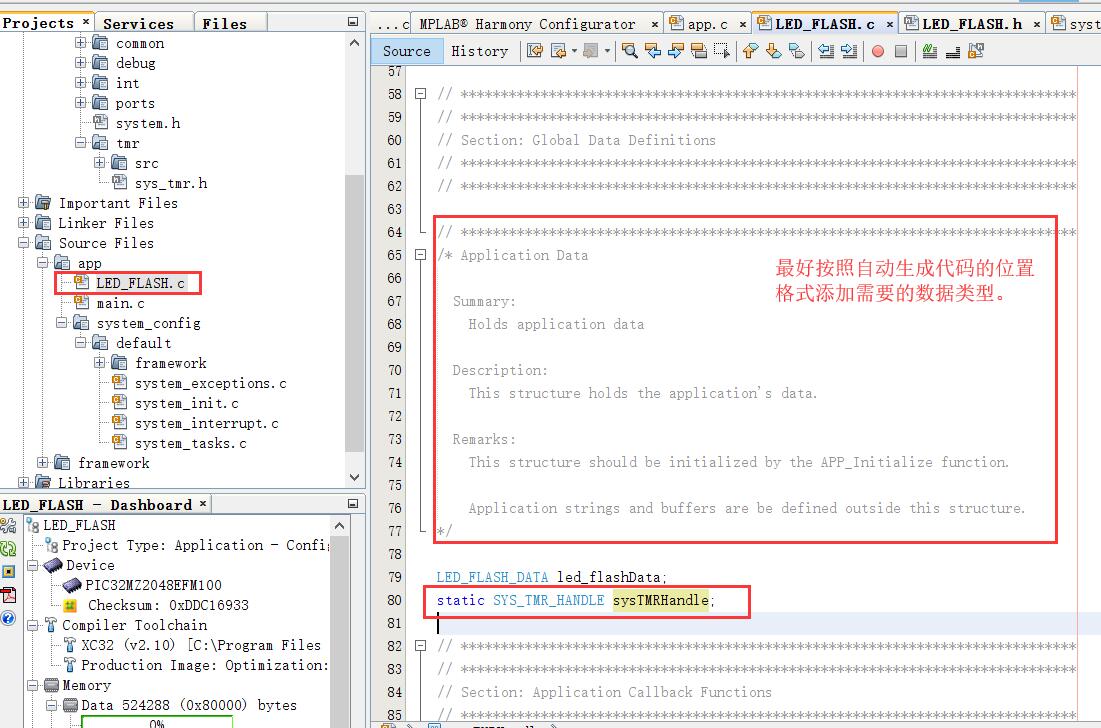 Projects × Services Files
common
debug
int
ports
system.h
tmr
src
sys_tmr.h
Important Files
Linker Files
Source Files
app
LED_FLASH.c
main.c
system_config
default
framework
system_exceptions.c
system_init.c
system_interrupt.c
system_tasks.c
framework
Libraries
LED_FLASH - Dashboard ×
LED_FLASH
Project Type: Application - Confi
Device
PIC32MZ2048EFM100
Checksum: 0xDDC16933
Compiler Toolchain
XC32 (v2.10) [C:\Program Files
Production Image: Optimization:
Memory
Data 524288 (0x80000) bytes
0%
...c MPLAB® Harmony Configurator × app.c × LED_FLASH.c × LED_FLASH.h × syst
Source History
57
58 // *****************************************************************************
59 // *****************************************************************************
60 // Section: Global Data Definitions
61 // *****************************************************************************
62 // *****************************************************************************
63
64 // *****************************************************************************
65 /* Application Data
66
67 Summary:
68 Holds application data
69
70 Description:
71 This structure holds the application's data.
72
73 Remarks:
74 This structure should be initialized by the APP_Initialize function.
75
76 Application strings and buffers are be defined outside this structure.
77 */
78
79 LED_FLASH_DATA led_flashData;
80 static SYS_TMR_HANDLE sysTMRHandle;
81
82 // *****************************************************************************
83 // *****************************************************************************
84 // Section: Application Callback Functions
85 // *****************************************************************************
最好按照自动生成代码的位置
格式添加需要的数据类型。